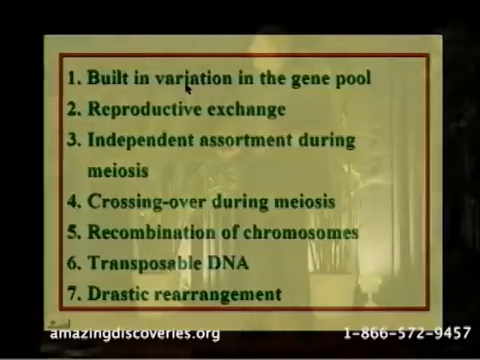 1. Built in variation in the gene pool
2. Reproductive exchange
3. Independent assortment during
meiosis
4. Crossing-over during meiosis
5. Recombination of chromosomes
6. Transposable DNA
7. Drastic rearrangement
amazingdiscoveries.org
1-866-572-9457